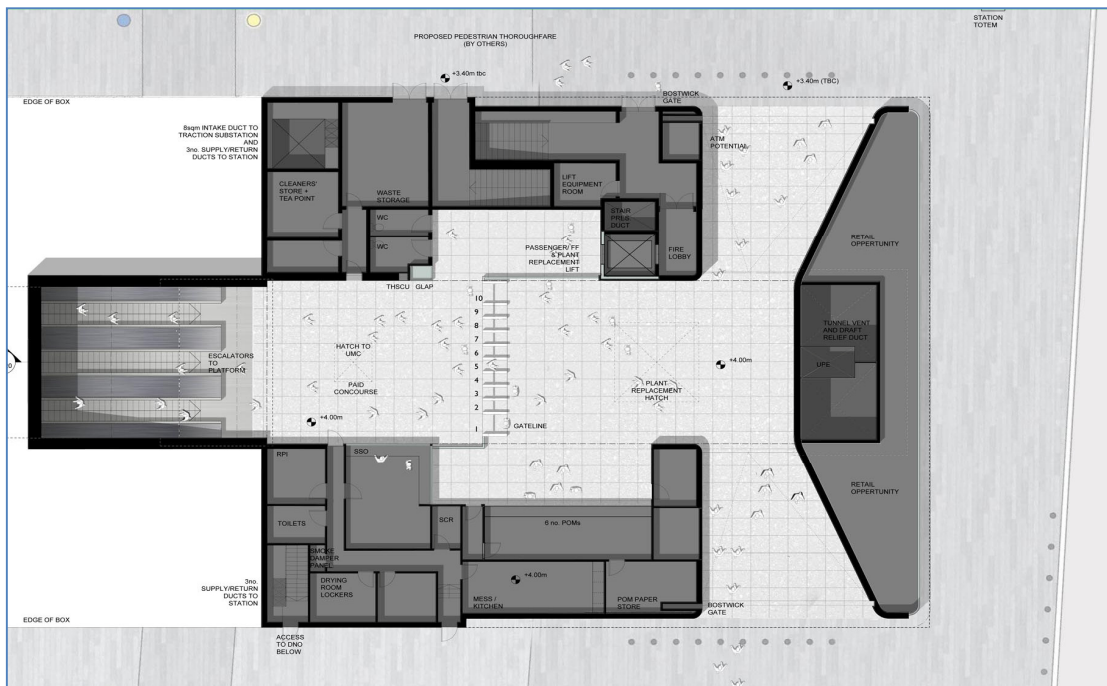 STATION
TOTEM
PROPOSED PEDESTRIAN THOROUGHFARE
(BY OTHERS)
+3.40m tbc
+3.40m (TBC)
EDGE OF BOX
BOSTWICK
GATE
8sqm INTAKE DUCT TO
TRACTION SUBSTATION
AND
3no. SUPPLY/RETURN
DUCTS TO STATION
ATM
POTENTIAL
CLEANERS'
STORE +
TEA POINT
WASTE
STORAGE
LIFT
EQUIPMENT
ROOM
WC
STAIR
PRES
DUCT
WC
PASSENGER/ FF
& PLANT
REPLACEMENT
LIFT
FIRE
LOBBY
RETAIL
OPPORTUNITY
THSCU
GLAP
10
9
8
7
6
5
4
3
2
1
TUNNEL VENT
AND DRAFT
RELIEF DUCT
HATCH TO
UMC
ESCALATORS
TO
PLATFORM
0
UPE
+4.00m
PAID
CONCOURSE
PLANT
REPLACEMENT
HATCH
+4.00m
GATELINE
RPI
SSO
RETAIL
OPPORTUNITY
TOILETS
SCR
6 no. POMs
SMOKE
DAMPER
PANEL
3no.
SUPPLY/RETURN
DUCTS TO
STATION
DRYING
ROOM
LOCKERS
+4.00m
MESS /
KITCHEN
POM PAPER
STORE
BOSTWICK
GATE
EDGE OF BOX
ACCESS
TO DNO
BELOW